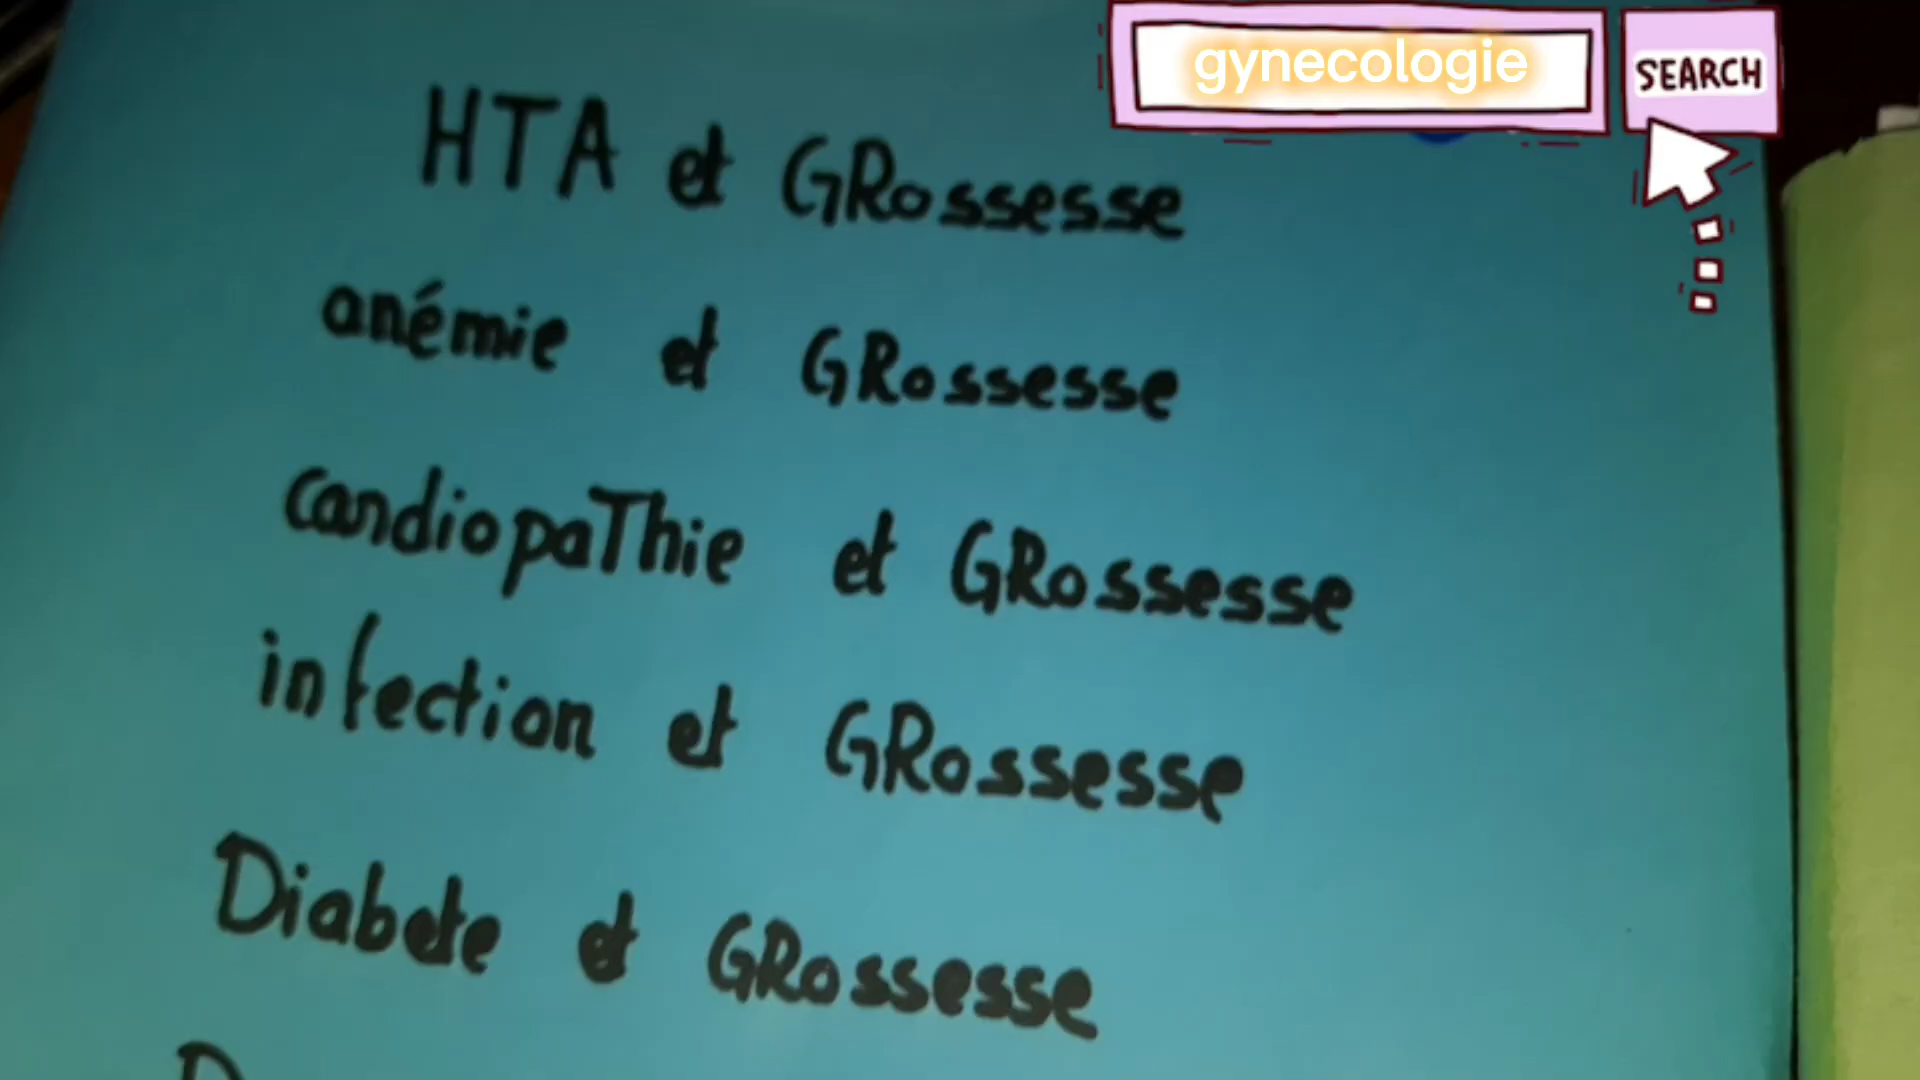 gynecologie
SEARCH
HTA et GRossesse
anémie et GRossesse
cardiopaThie et GRossesse
infection et GRossesse
Diabete et GRossesse